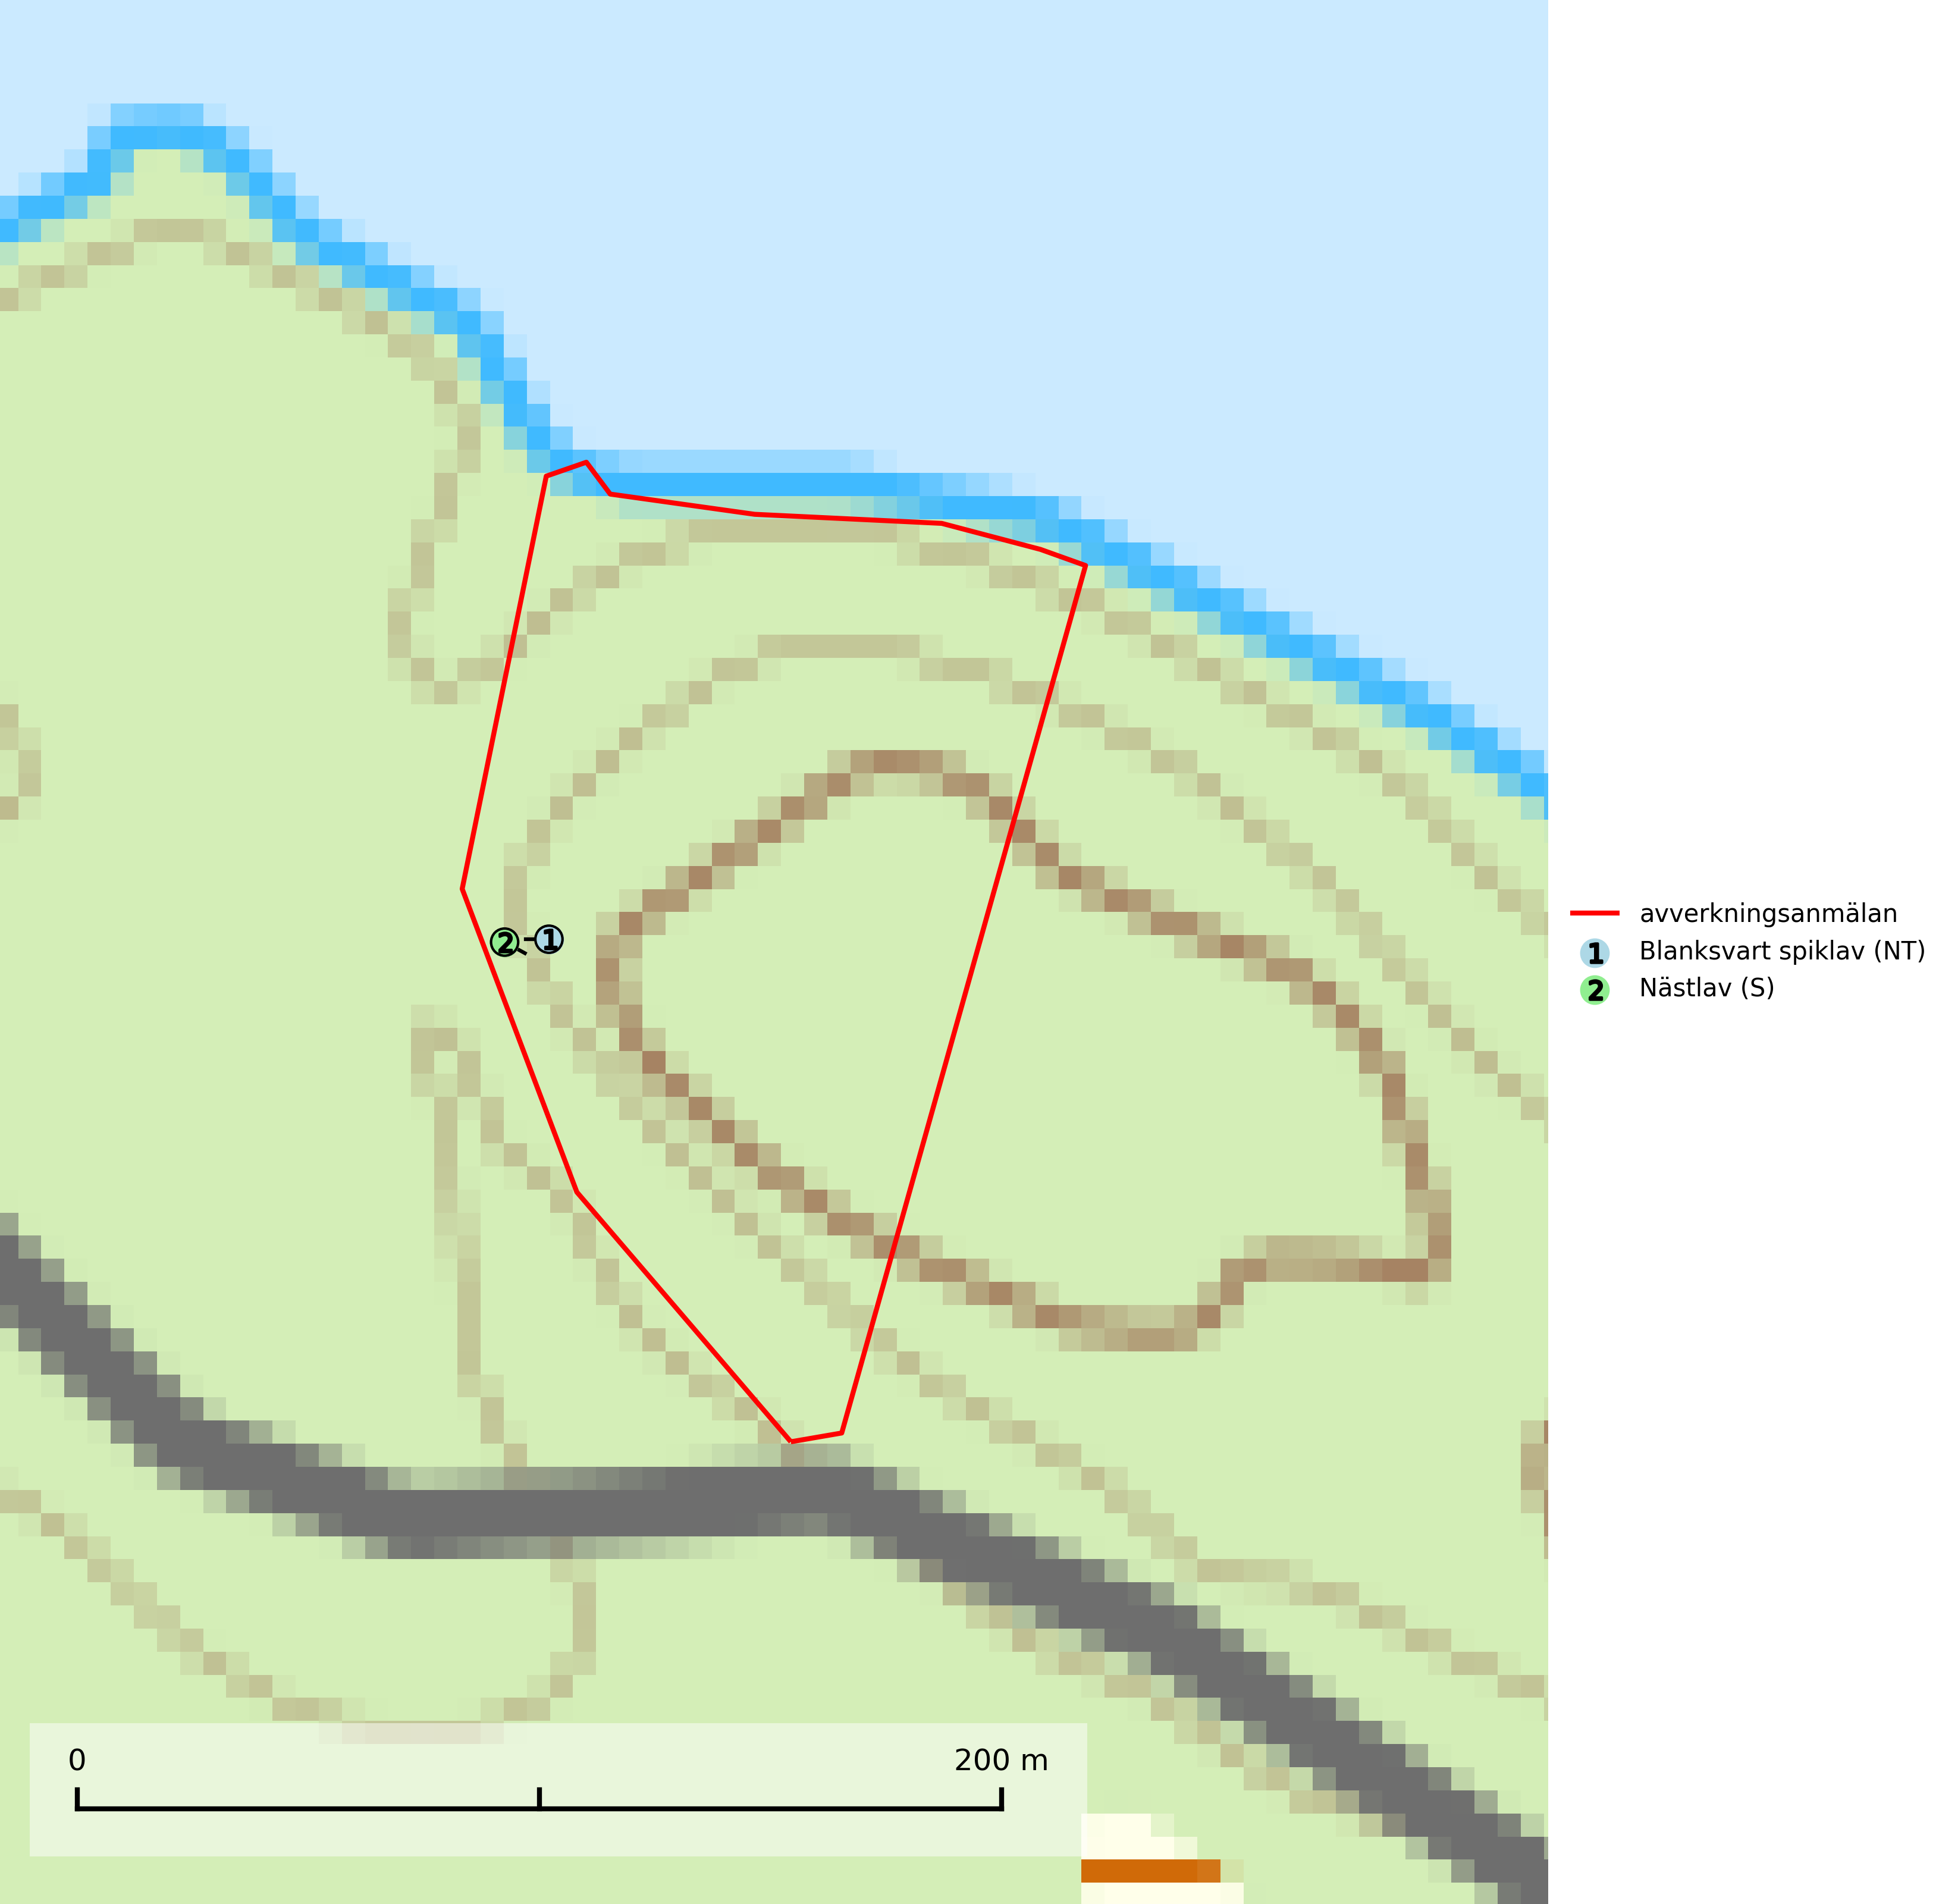 2 1
avverkningsanmälan
1 Blanksvart spiklav (NT)
2 Nästlav (S)
0 200 m